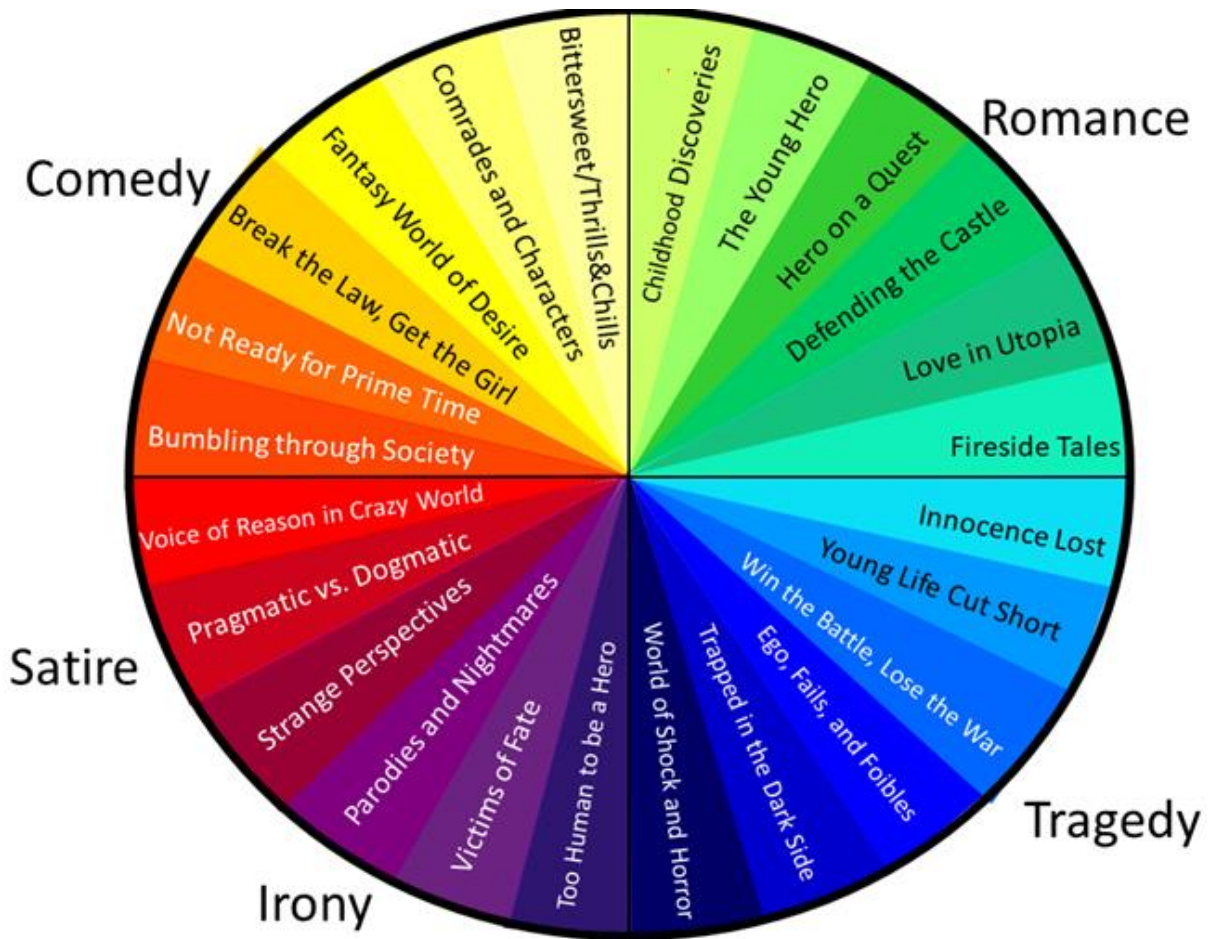 Romance
Childhood Discoveries
The Young Hero
Hero on a Quest
Defending the Castle
Love in Utopia
Fireside Tales
Tragedy
Innocence Lost
Young Life Cut Short
Win the Battle, Lose the War
Ego, Fails, and Foibles
Trapped in the Dark Side
World of Shock and Horror
Irony
Too Human to be a Hero
Victims of Fate
Parodies and Nightmares
Satire
Strange Perspectives
Pragmatic vs. Dogmatic
Voice of Reason in Crazy World
Comedy
Bumbling through Society
Not Ready for Prime Time
Break the Law, Get the Girl
Fantasy World of Desire
Comrades and Characters
Bittersweet/Thrills&Chills